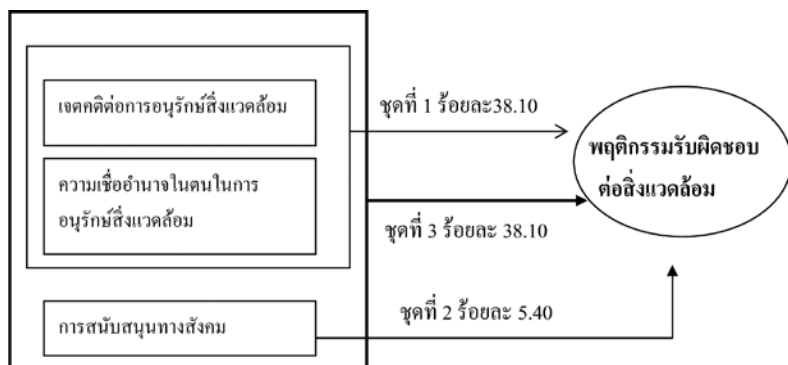 เจตคติต่อการอนุรักษ์สิ่งแวดล้อม
ความเชื่ออำนาจในตนในการ
อนุรักษ์สิ่งแวดล้อม
การสนับสนุนทางสังคม
ชุดที่ 1 ร้อยละ38.10
ชุดที่ 3 ร้อยละ 38.10
ชุดที่ 2 ร้อยละ 5.40
พฤติกรรมรับผิดชอบ
ต่อสิ่งแวดล้อม